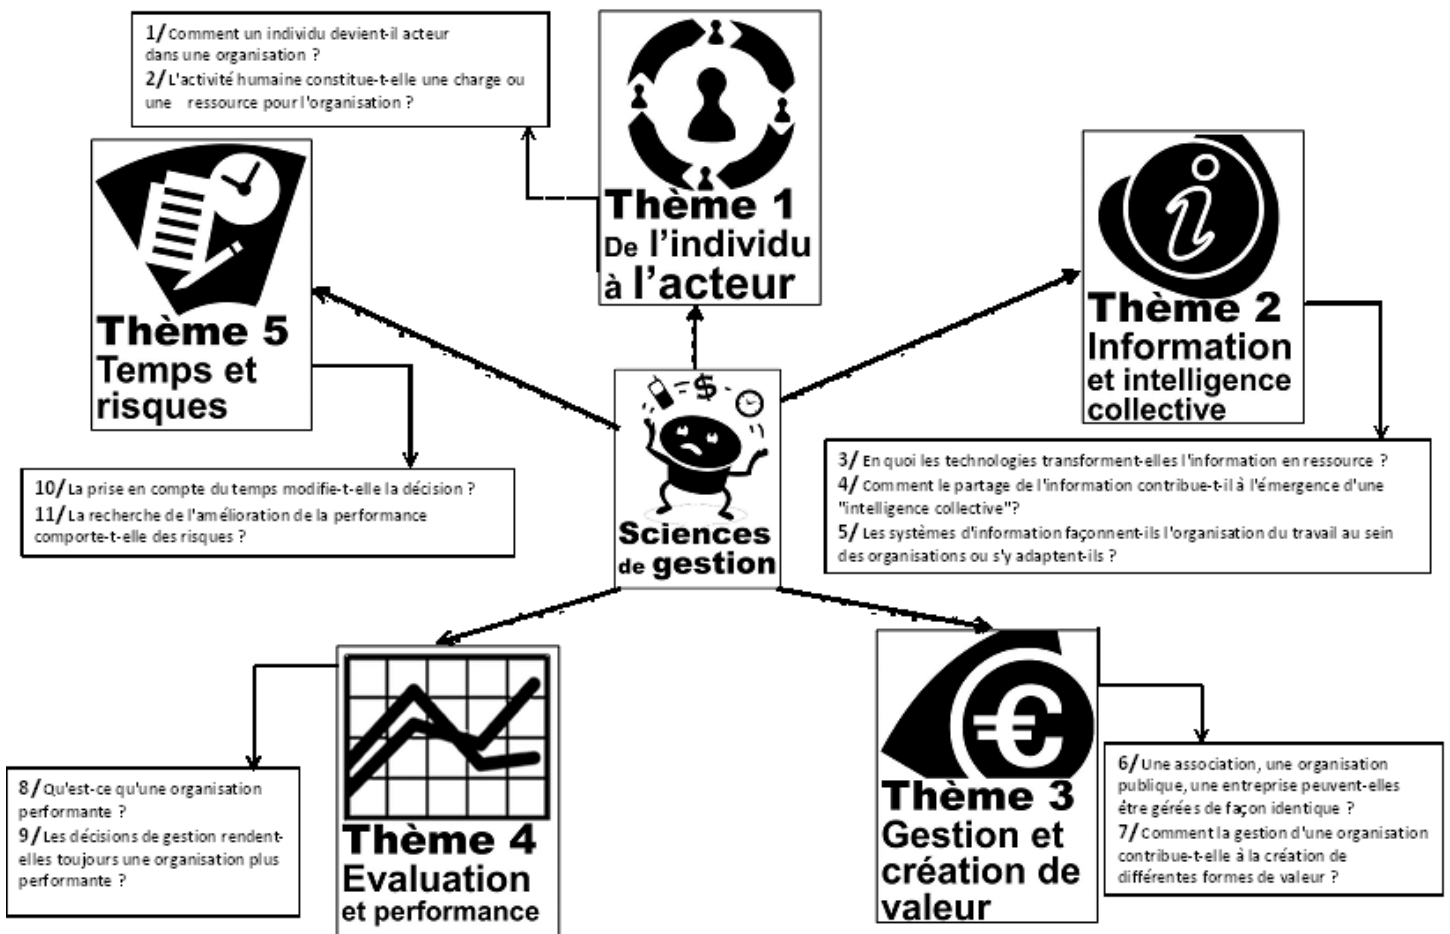 1/ Comment un individu devient-il acteur
dans une organisation ?
2/ L'activité humaine constitue-t-elle une charge ou
une ressource pour l'organisation ?
Thème 1
De l'individu
à l'acteur
Thème 2
Information
et intelligence
collective
3/ En quoi les technologies transforment-elles l'information en ressource ?
4/ Comment le partage de l'information contribue-t-il à l'émergence d'une
"intelligence collective"?
5/ Les systèmes d'information façonnent-ils l'organisation du travail au sein
des organisations ou s'y adaptent-ils ?
Thème 5
Temps et
risques
10/ La prise en compte du temps modifie-t-elle la décision ?
11/ La recherche de l'amélioration de la performance
comporte-t-elle des risques ?
$
Sciences
de gestion
Thème 4
Evaluation
et performance
8/ Qu'est-ce qu'une organisation
performante ?
9/ Les décisions de gestion rendent-
elles toujours une organisation plus
performante ?
€
Thème 3
Gestion et
création de
valeur
6/ Une association, une organisation
publique, une entreprise peuvent-elles
être gérées de façon identique ?
7/ Comment la gestion d'une organisation
contribue-t-elle à la création de
différentes formes de valeur ?